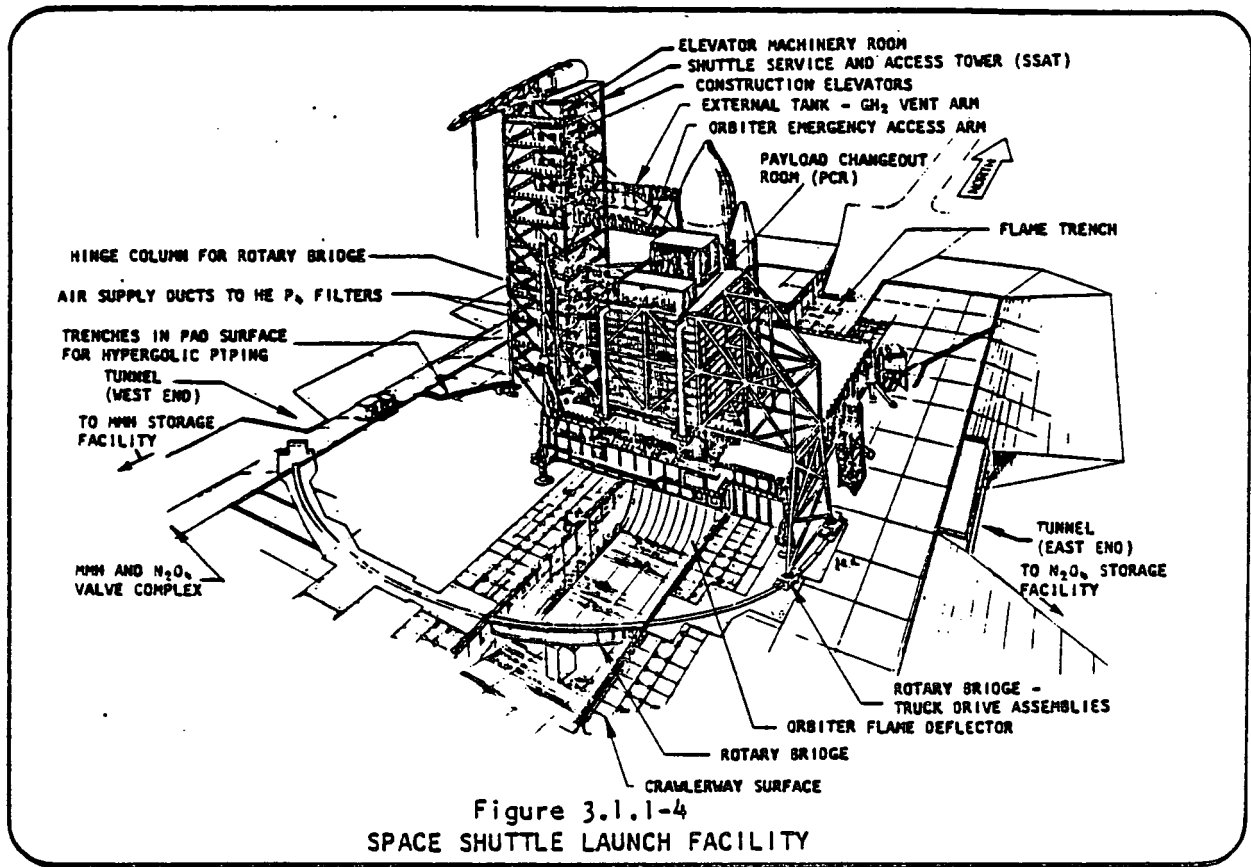 ELEVATOR MACHINERY ROOM
SHUTTLE SERVICE AND ACCESS TOWER (SSAT)
CONSTRUCTION ELEVATORS
EXTERNAL TANK - GH₂ VENT ARM
ORBITER EMERGENCY ACCESS ARM
PAYLOAD CHANGEOUT
ROOM (PCR)
NORTH
FLAME TRENCH
HINGE COLUMN FOR ROTARY BRIDGE
AIR SUPPLY DUCTS TO HE P₄ FILTERS
TRENCHES IN PAD SURFACE
FOR HYPERGOLIC PIPING
TUNNEL
(WEST END)
TO MMH STORAGE
FACILITY
MMH AND N₂O₄
VALVE COMPLEX
TUNNEL
(EAST END)
TO N₂O₄ STORAGE
FACILITY
ROTARY BRIDGE -
TRUCK DRIVE ASSEMBLIES
ORBITER FLAME DEFLECTOR
ROTARY BRIDGE
CRAWLERWAY SURFACE
Figure 3.1.1-4
SPACE SHUTTLE LAUNCH FACILITY